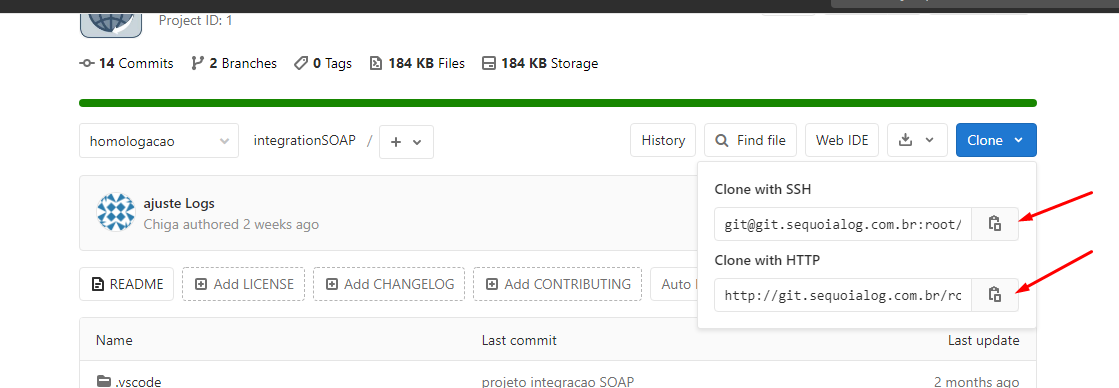 Project ID: 1
14 Commits 2 Branches 0 Tags 184 KB Files 184 KB Storage
homologacao integrationSOAP / + History Find file Web IDE Clone
Clone with SSH
git@git.sequoialog.com.br:root/
Clone with HTTP
http://git.sequoialog.com.br/rc
ajuste Logs
Chiga authored 2 weeks ago
README Add LICENSE Add CHANGELOG Add CONTRIBUTING Auto
Name Last commit Last update
.vscode projeto integracao SOAP 2 months ago